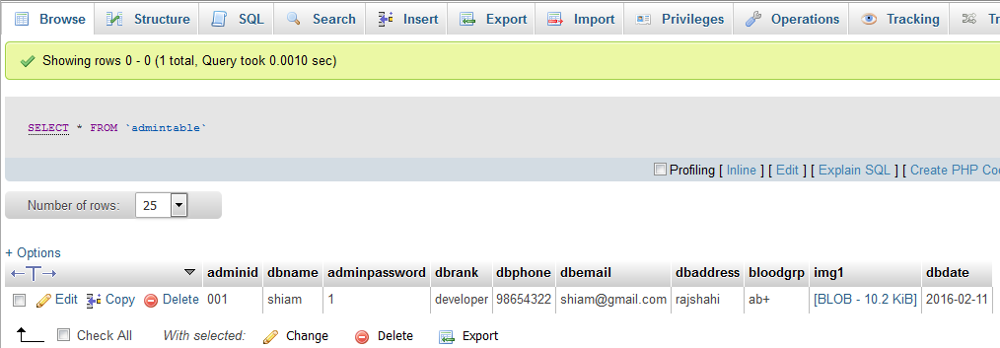 Browse Structure SQL Search Insert Export Import Privileges Operations Tracking Tr
Showing rows 0 - 0 (1 total, Query took 0.0010 sec)
SELECT * FROM `admintable`
Profiling [ Inline ] [ Edit ] [ Explain SQL ] [ Create PHP Co
Number of rows: 25
+ Options
adminid dbname adminpassword dbrank dbphone dbemail dbaddress bloodgrp img1 dbdate
Edit Copy Delete 001 shiam 1 developer 98654322 shiam@gmail.com rajshahi ab+ [BLOB - 10.2 KiB] 2016-02-11
Check All With selected: Change Delete Export